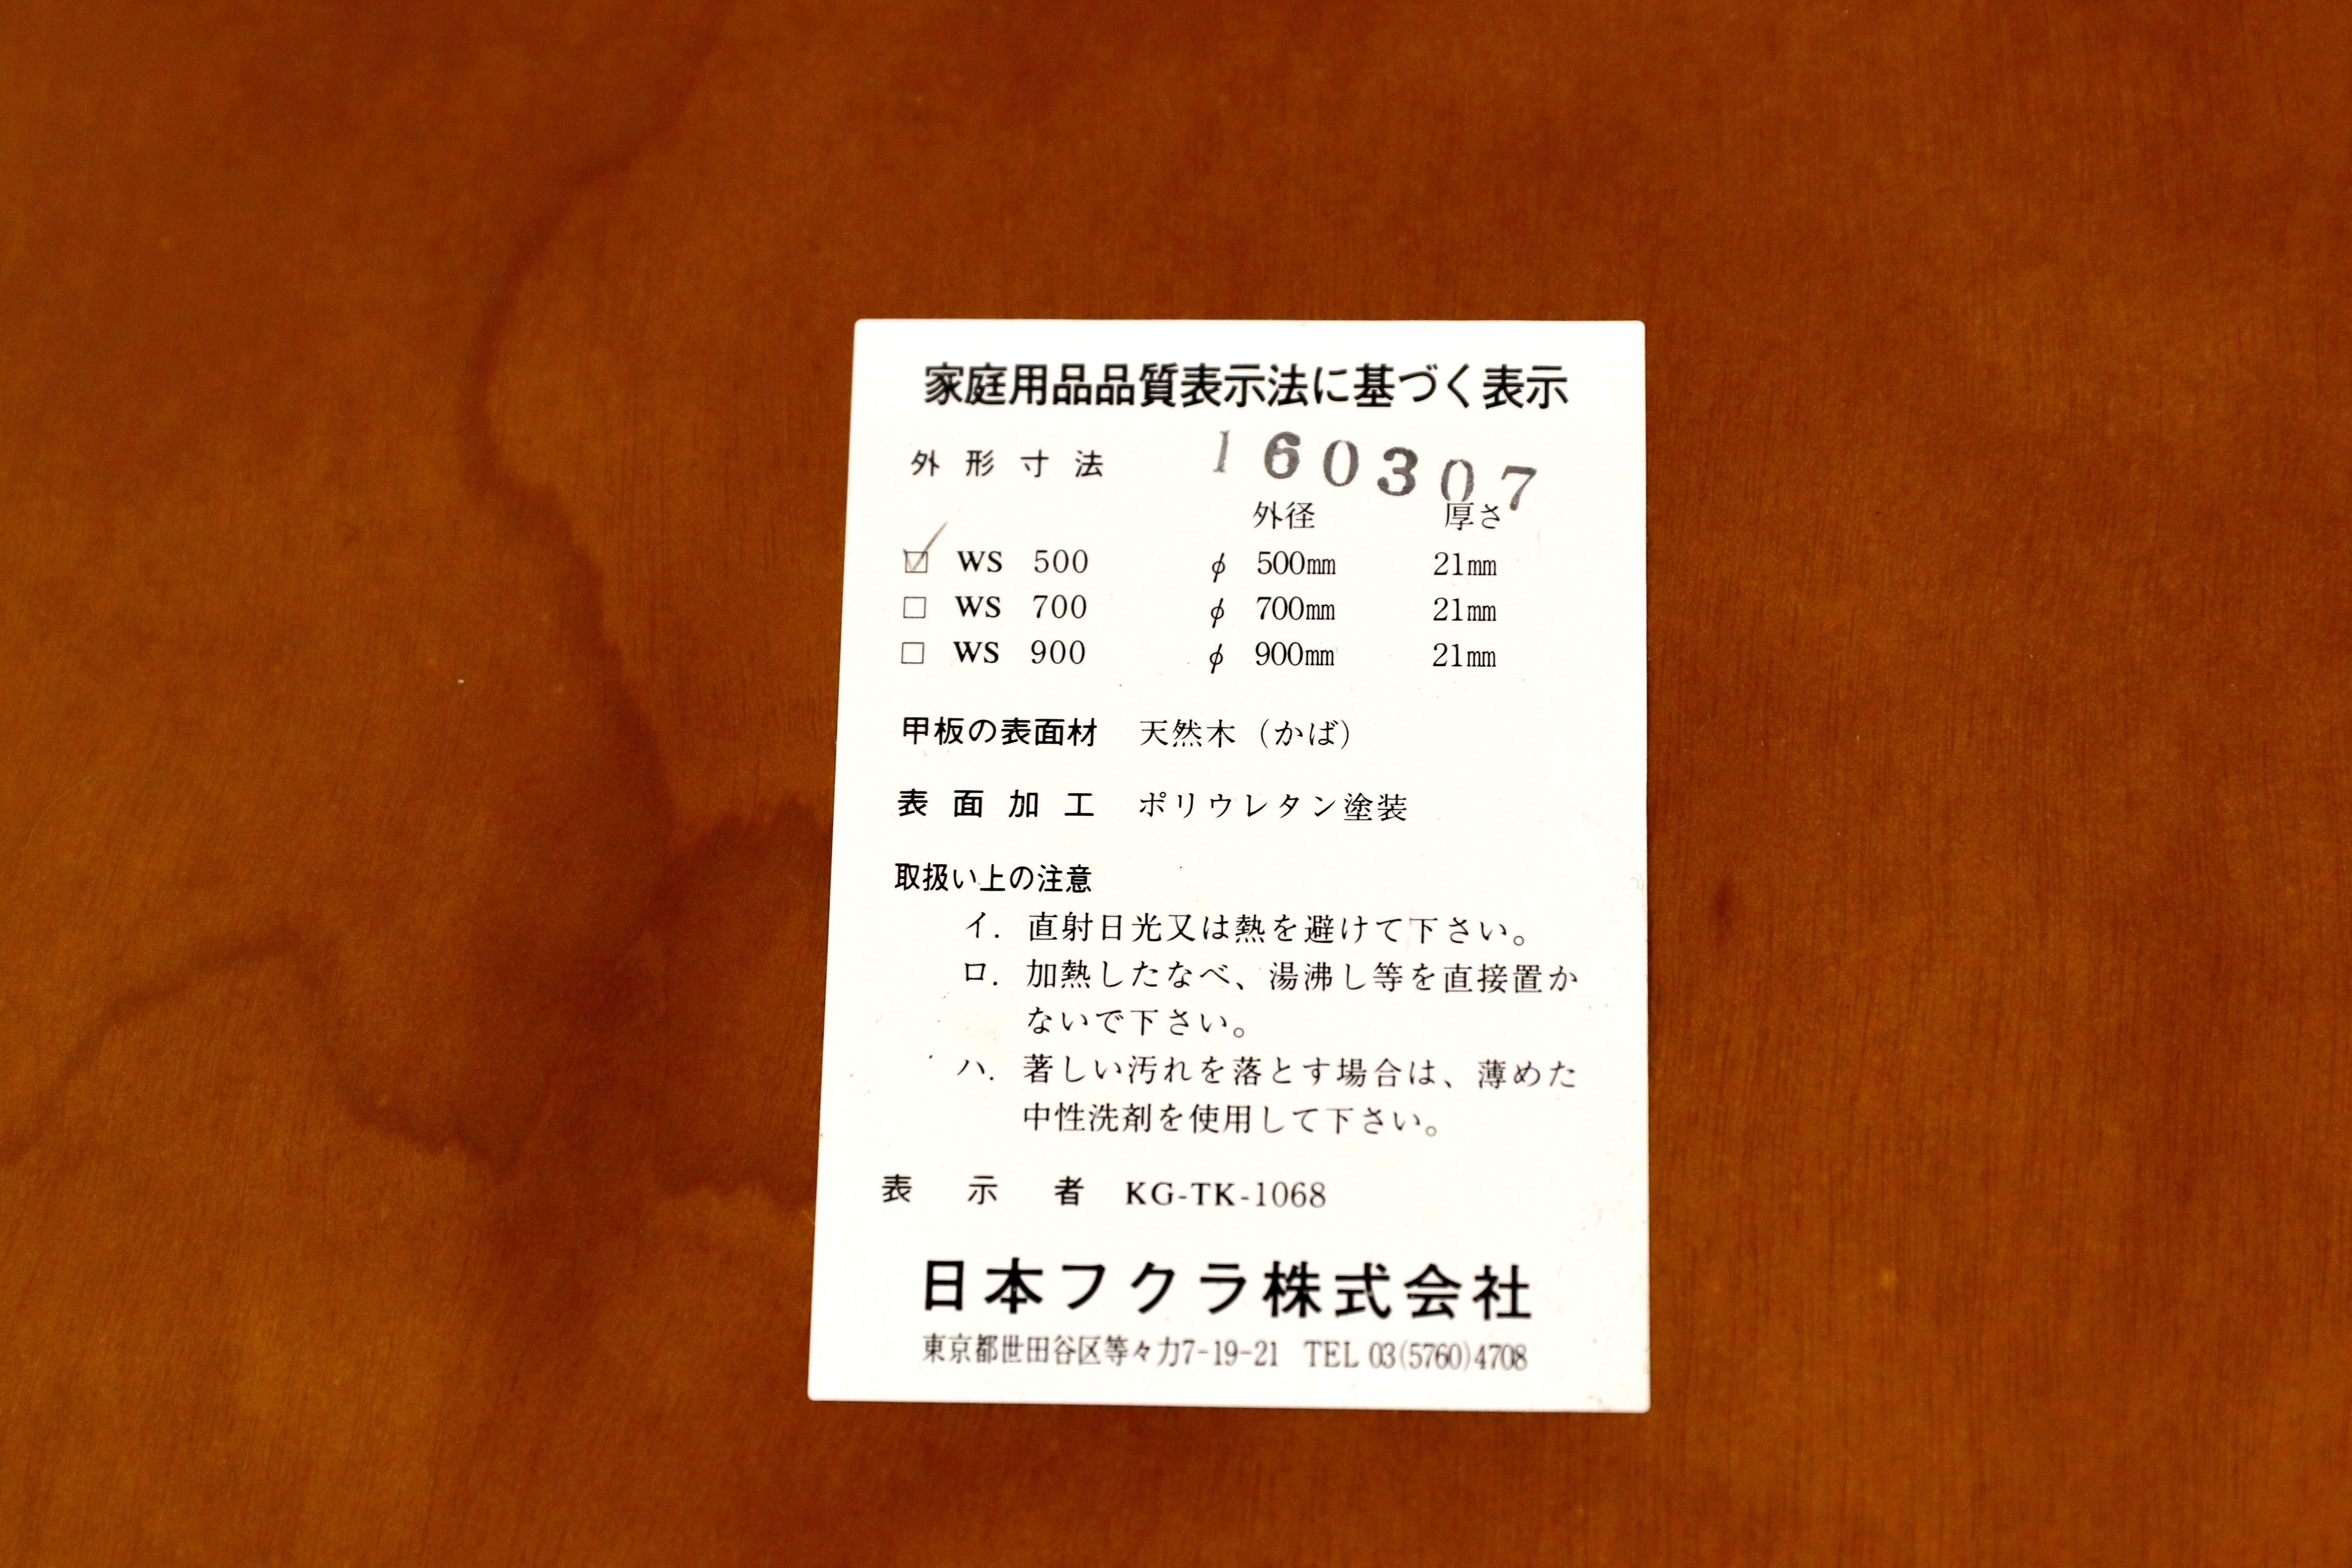 家庭用品品質表示法に基づく表示
外形寸法 160307
外径 厚さ
☑ WS 500 φ 500mm 21mm
□ WS 700 φ 700mm 21mm
□ WS 900 φ 900mm 21mm
甲板の表面材 天然木（かば）
表面加工 ポリウレタン塗装
取扱い上の注意
イ．直射日光又は熱を避けて下さい。
ロ．加熱したなべ、湯沸し等を直接置か
ないで下さい。
ハ．著しい汚れを落とす場合は、薄めた
中性洗剤を使用して下さい。
表示者 KG-TK-1068
日本フクラ株式会社
東京都世田谷区等々力7-19-21 TEL 03(5760)4708